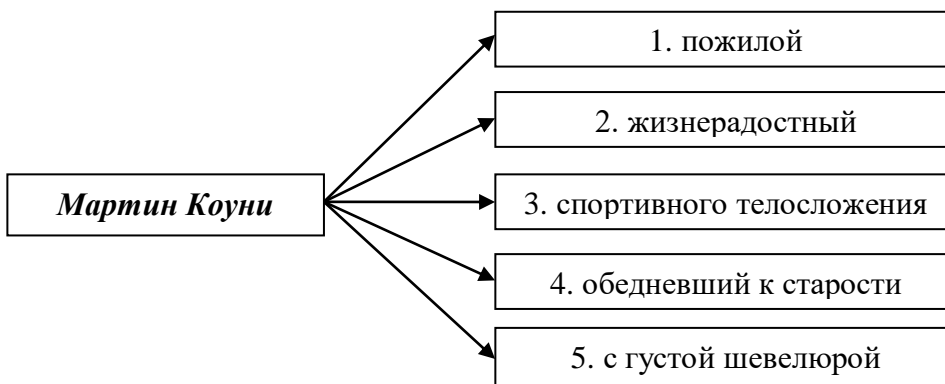 1. пожилой
2. жизнерадостный
Мартин Коуни
3. спортивного телосложения
4. обедневший к старости
5. с густой шевелюрой